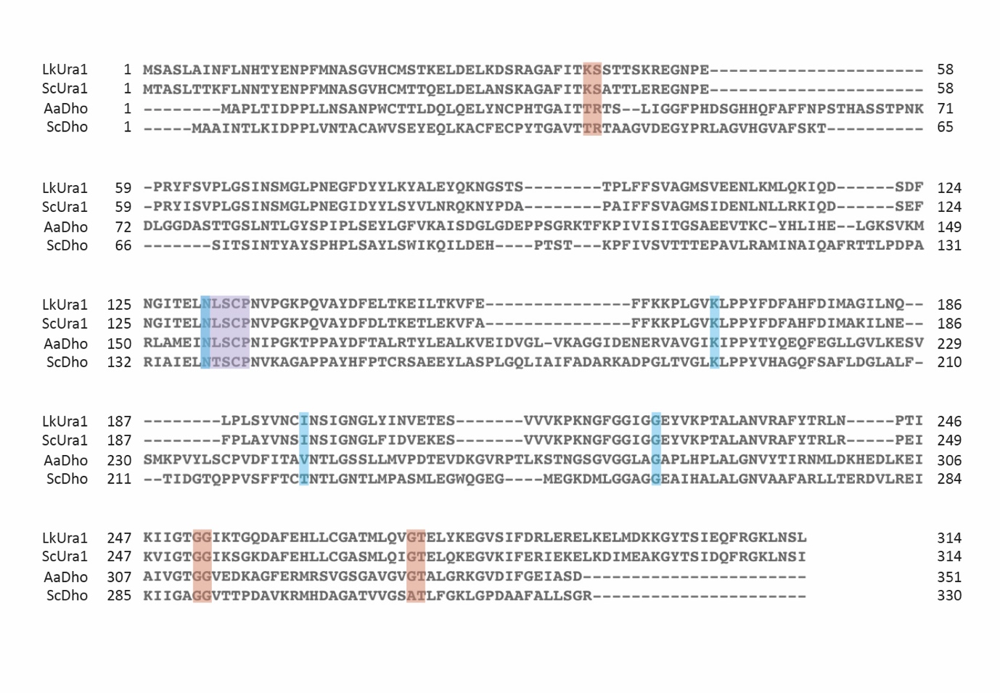 LkUra1 1 MSASLAINFLNHTYENPFMNASGVHCMSTKELDELKDSRAGAFITKSSTTSKREGNPE---------------------- 58
ScUra1 1 MTASLTTKFLNNTYENPFMNASGVHCMTTQELDELANSKAGAFITKSATTLEREGNPE---------------------- 58
AaDho 1 --------MAPLTIDPPLLNSANPWCTTLDQLQELYNCPHTGAITTRTS--LIGGFPHDSGHHQFAFFNPSTHASSTPNK 71
ScDho 1 -----MAAINTLKIDPPLVNTACAWVSEYEQLKACFECPYTGAVTTRTAAGVDEGYPRLAGVHGVAFSKT---------- 65
LkUra1 59 -PRYFSVPLGSINSMGLPNEGFDYYLKYALEYQKNGSTS--------TPLFFSVAGMSVEENLKMLQKIQD------SDF 124
ScUra1 59 -PRYISVPLGSINSMGLPNEGIDYYLSYVLNRQKNYPDA--------PAIFFSVAGMSIDENLNLLRKIQD------SEF 124
AaDho 72 DLGGDASTTGSLNTLGYSPIPLSEYLGFVKAISDGLGDEPPSGRKTFKPIVISITGSAEEVTKC-YHLIHE--LGKSVKM 149
ScDho 66 -------SITSINTYAYSPHPLSAYLSWIKQILDEH----PTST---KPFIVSVTTTEPAVLRAMINAIQAFRTTLPDPA 131
LkUra1 125 NGITELNLSCPNVPGKPQVAYDFELTKEILTKVFE---------------FFKKPLGVKLPPYFDFAHFDIMAGILNQ-- 186
ScUra1 125 NGITELNLSCPNVPGKPQVAYDFDLTKETLEKVFA---------------FFKKPLGVKLPPYFDFAHFDIMAKILNE-- 186
AaDho 150 RLAMEINLSCPNIPGKTPPAYDFTALRTYLEALKVEIDVGL-VKAGGIDENERVAVGIKIPPYTYQEQFEGLLGVLKESV 229
ScDho 132 RIAIELNTSCPNVKAGAPPAYHFPTCRSAEEYLASPLGQLIAIFADARKADPGLTVGLKLPPYVHAGQFSAFLDGLALF- 210
LkUra1 187 --------LPLSYVNCINSIGNGLYINVETES-------VVVKPKNGFGGIGGEYVKPTALANVRAFYTRLN-----PTI 246
ScUra1 187 --------FPLAYVNSINSIGNGLFIDVEKES-------VVVKPKNGFGGIGGEYVKPTALANVRAFYTRLR-----PEI 249
AaDho 230 SMKPVYLSCPVDFITAVNTLGSSLLMVPDTEVDKGVRPTLKSTNGSGVGGLAGAPLHPLALGNVYTIRNMLDKHEDLKEI 306
ScDho 211 --TIDGTQPPVSFFTCTNTLGNTLMPASMLEGWQGEG----MEGKDMLGGAGGEAIHALALGNVAAFARLLTERDVLREI 284
LkUra1 247 KIIGTGGIKTGQDAFEHLLCGATMLQVGTELYKEGVSIFDRLERELKELMDKKGYTSIEQFRGKLNSL 314
ScUra1 247 KVIGTGGIKSGKDAFEHLLCGASMLQIGTELQKEGVKIFERIEKELKDIMEAKGYTSIDQFRGKLNSI 314
AaDho 307 AIVGTGGVEDKAGFERMRSVGSGAVGVGTALGRKGVDIFGEIASD----------------------- 351
ScDho 285 KIIGAGGVTTPDAVKRMHDAGATVVGSATLFGKLGPDAAFALLSGR---------------------- 330